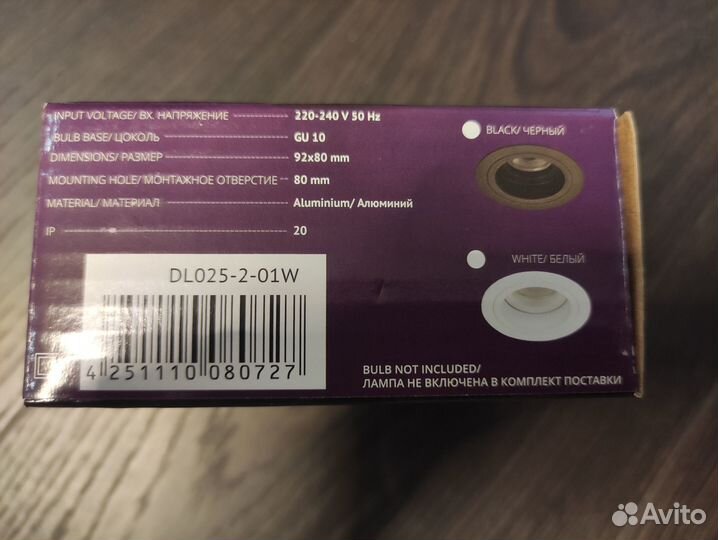 INPUT VOLTAGE/ ВХ. НАПРЯЖЕНИЕ 220-240 V 50 Hz
BULB BASE/ ЦОКОЛЬ GU 10
DIMENSIONS/ РАЗМЕР 92x80 mm
MOUNTING HOLE/ МОНТАЖНОЕ ОТВЕРСТИЕ 80 mm
MATERIAL/ МАТЕРИАЛ Aluminium/ Алюминий
IP 20
BLACK/ ЧЕРНЫЙ
WHITE/ БЕЛЫЙ
DL025-2-01W
4 251110 080727
BULB NOT INCLUDED/
ЛАМПА НЕ ВКЛЮЧЕНА В КОМПЛЕКТ ПОСТАВКИ
Avito